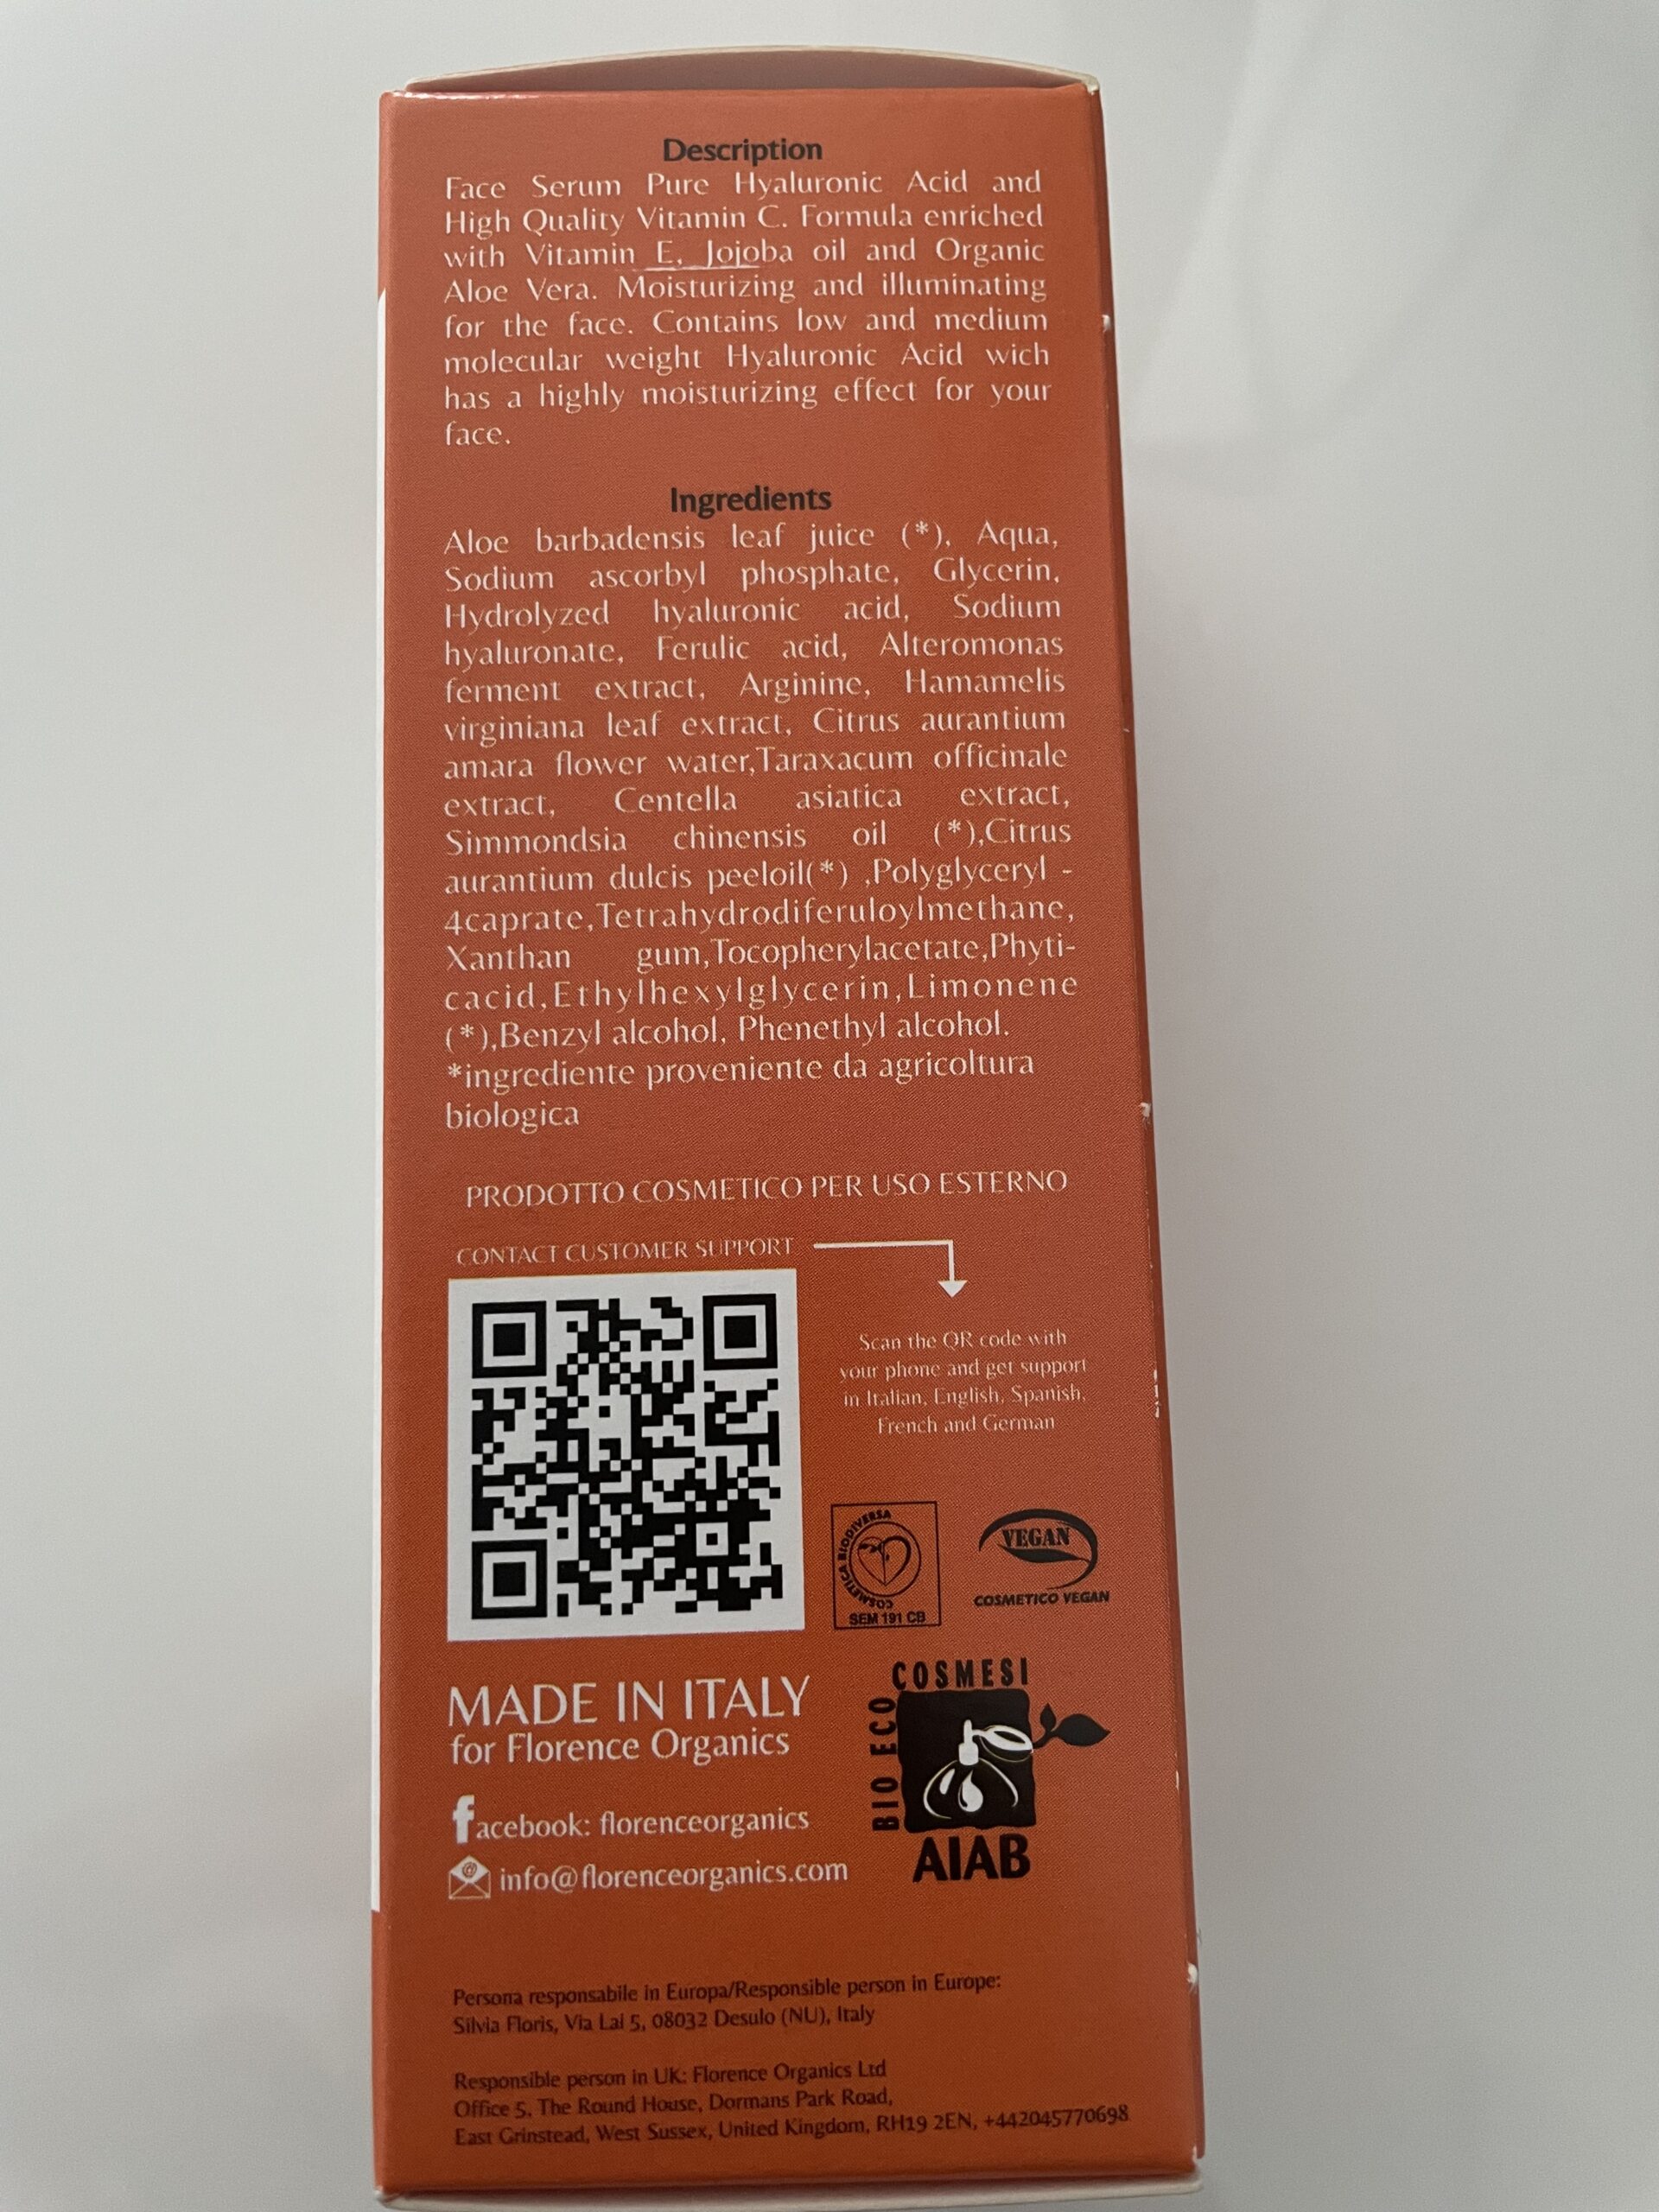 Description
Face Serum Pure Hyaluronic Acid and
High Quality Vitamin C. Formula enriched
with Vitamin E, Jojoba oil and Organic
Aloe Vera. Moisturizing and illuminating
for the face. Contains low and medium
molecular weight Hyaluronic Acid wich
has a highly moisturizing effect for your
face.
Ingredients
Aloe barbadensis leaf juice (*), Aqua,
Sodium ascorbyl phosphate, Glycerin,
Hydrolyzed hyaluronic acid, Sodium
hyaluronate, Ferulic acid, Alteromonas
ferment extract, Arginine, Hamamelis
virginiana leaf extract, Citrus aurantium
amara flower water,Taraxacum officinale
extract, Centella asiatica extract,
Simmondsia chinensis oil (*),Citrus
aurantium dulcis peeloil(*) ,Polyglyceryl -
4caprate,Tetrahydrodiferuloylmethane,
Xanthan gum,Tocopherylacetate,Phyti-
cacid,Ethylhexylglycerin,Limonene
(*),Benzyl alcohol, Phenethyl alcohol.
*ingrediente proveniente da agricoltura
biologica
PRODOTTO COSMETICO PER USO ESTERNO
CONTACT CUSTOMER SUPPORT
Scan the QR code with
your phone and get support
in Italian, English, Spanish,
French and German
COSMETICA BIODIVERSA
SEM 191 CB
VEGAN
COSMETICO VEGAN
MADE IN ITALY
for Florence Organics
facebook: florenceorganics
info@florenceorganics.com
BIO ECO COSMESI
AIAB
Persona responsabile in Europa/Responsible person in Europe:
Silvia Floris, Via Lai 5, 08032 Desulo (NU), Italy
Responsible person in UK: Florence Organics Ltd
Office 5, The Round House, Dormans Park Road,
East Grinstead, West Sussex, United Kingdom, RH19 2EN, +442045770698